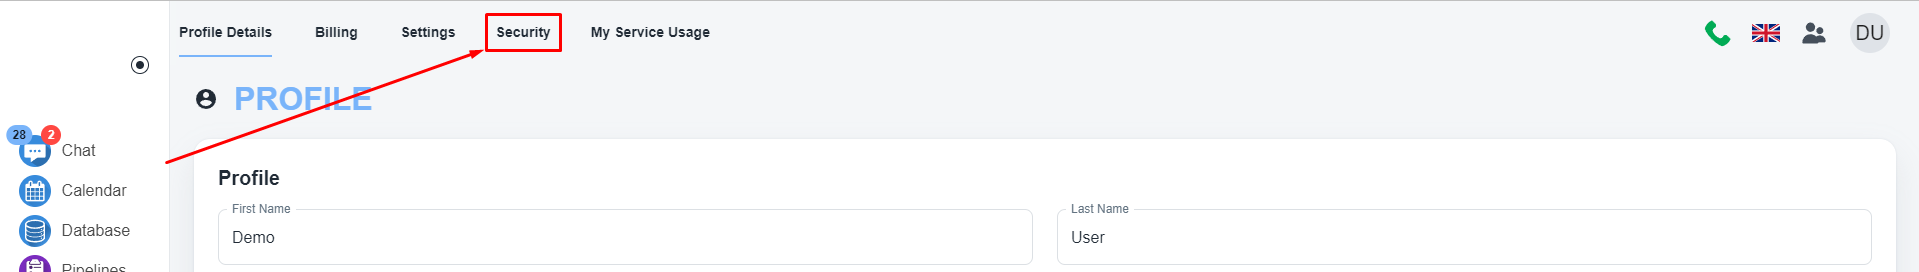 Profile Details Billing Settings Security My Service Usage
DU
PROFILE
28 2
Chat
Calendar
Database
Pipelines
Profile
First Name
Demo
Last Name
User